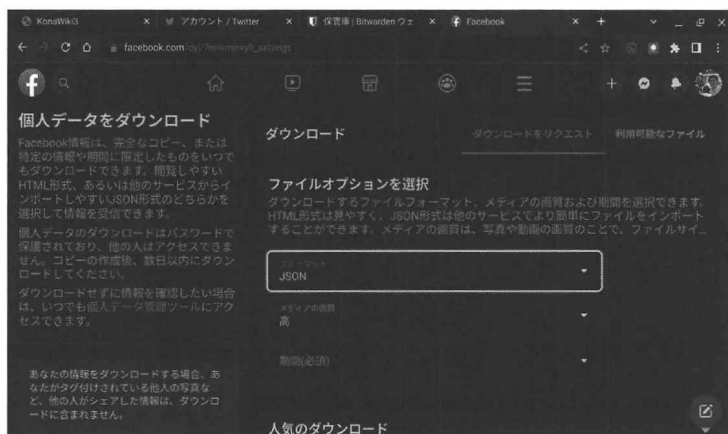 KonaWiki3
アカウント / Twitter
保管庫 | Bitwarden ウェ
Facebook
facebook.com
個人データをダウンロード
Facebook情報は、完全なコピー、または
特定の情報や期間に限定したものをいつで
もダウンロードできます。閲覧しやすい
HTML形式、あるいは他のサービスからイ
ンポートしやすいJSON形式のどちらかを
選択して情報を受信できます。
個人データのダウンロードはパスワードで
保護されており、他の人はアクセスできま
せん。コピーの作成後、数日以内にダウン
ロードしてください。
ダウンロードせずに情報を確認したい場合
は、いつでも個人データ管理ツールにアク
セスできます。
あなたの情報をダウンロードする場合、あ
なたがタグ付けされている他人の写真な
ど、他の人がシェアした情報は、ダウンロ
ードに含まれません。
ダウンロード
ダウンロードをリクエスト
利用可能なファイル
ファイルオプションを選択
ダウンロードするファイルフォーマット、メディアの画質および期間を選択できます。
HTML形式は見やすく、JSON形式は他のサービスでより簡単にファイルをインポート
することができます。メディアの画質は、写真や動画の画質のことで、ファイルサイ...
フォーマット
JSON
メディアの画質
高
期間(必須)
人気のダウンロード